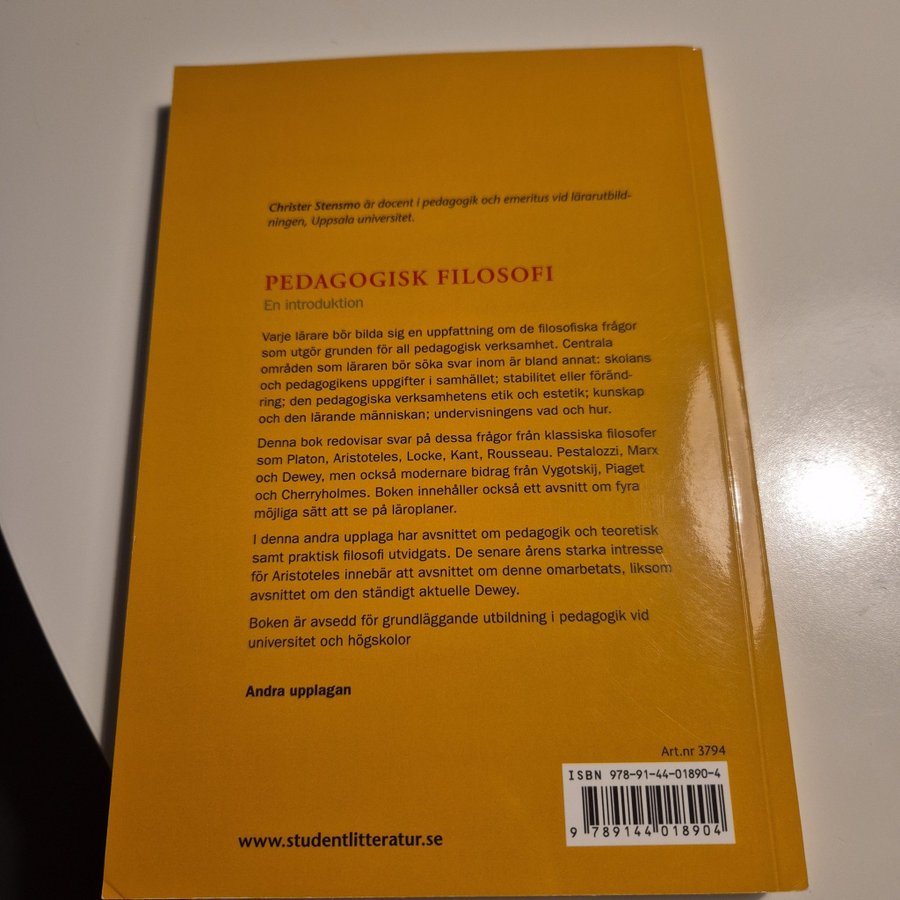 Christer Stensmo är docent i pedagogik och emeritus vid lärarutbild-
ningen, Uppsala universitet.
PEDAGOGISK FILOSOFI
En introduktion
Varje lärare bör bilda sig en uppfattning om de filosofiska frågor
som utgör grunden för all pedagogisk verksamhet. Centrala
områden som läraren bör söka svar inom är bland annat: skolans
och pedagogikens uppgifter i samhället; stabilitet eller föränd-
ring; den pedagogiska verksamhetens etik och estetik; kunskap
och den lärande människan; undervisningens vad och hur.
Denna bok redovisar svar på dessa frågor från klassiska filosofer
som Platon, Aristoteles, Locke, Kant, Rousseau. Pestalozzi, Marx
och Dewey, men också modernare bidrag från Vygotskij, Piaget
och Cherryholmes. Boken innehåller också ett avsnitt om fyra
möjliga sätt att se på läroplaner.
I denna andra upplaga har avsnittet om pedagogik och teoretisk
samt praktisk filosofi utvidgats. De senare årens starka intresse
för Aristoteles innebär att avsnittet om denne omarbetats, liksom
avsnittet om den ständigt aktuelle Dewey.
Boken är avsedd för grundläggande utbildning i pedagogik vid
universitet och högskolor
Andra upplagan
Art.nr 3794
ISBN 978-91-44-01890-4
9 789144 018904
www.studentlitteratur.se